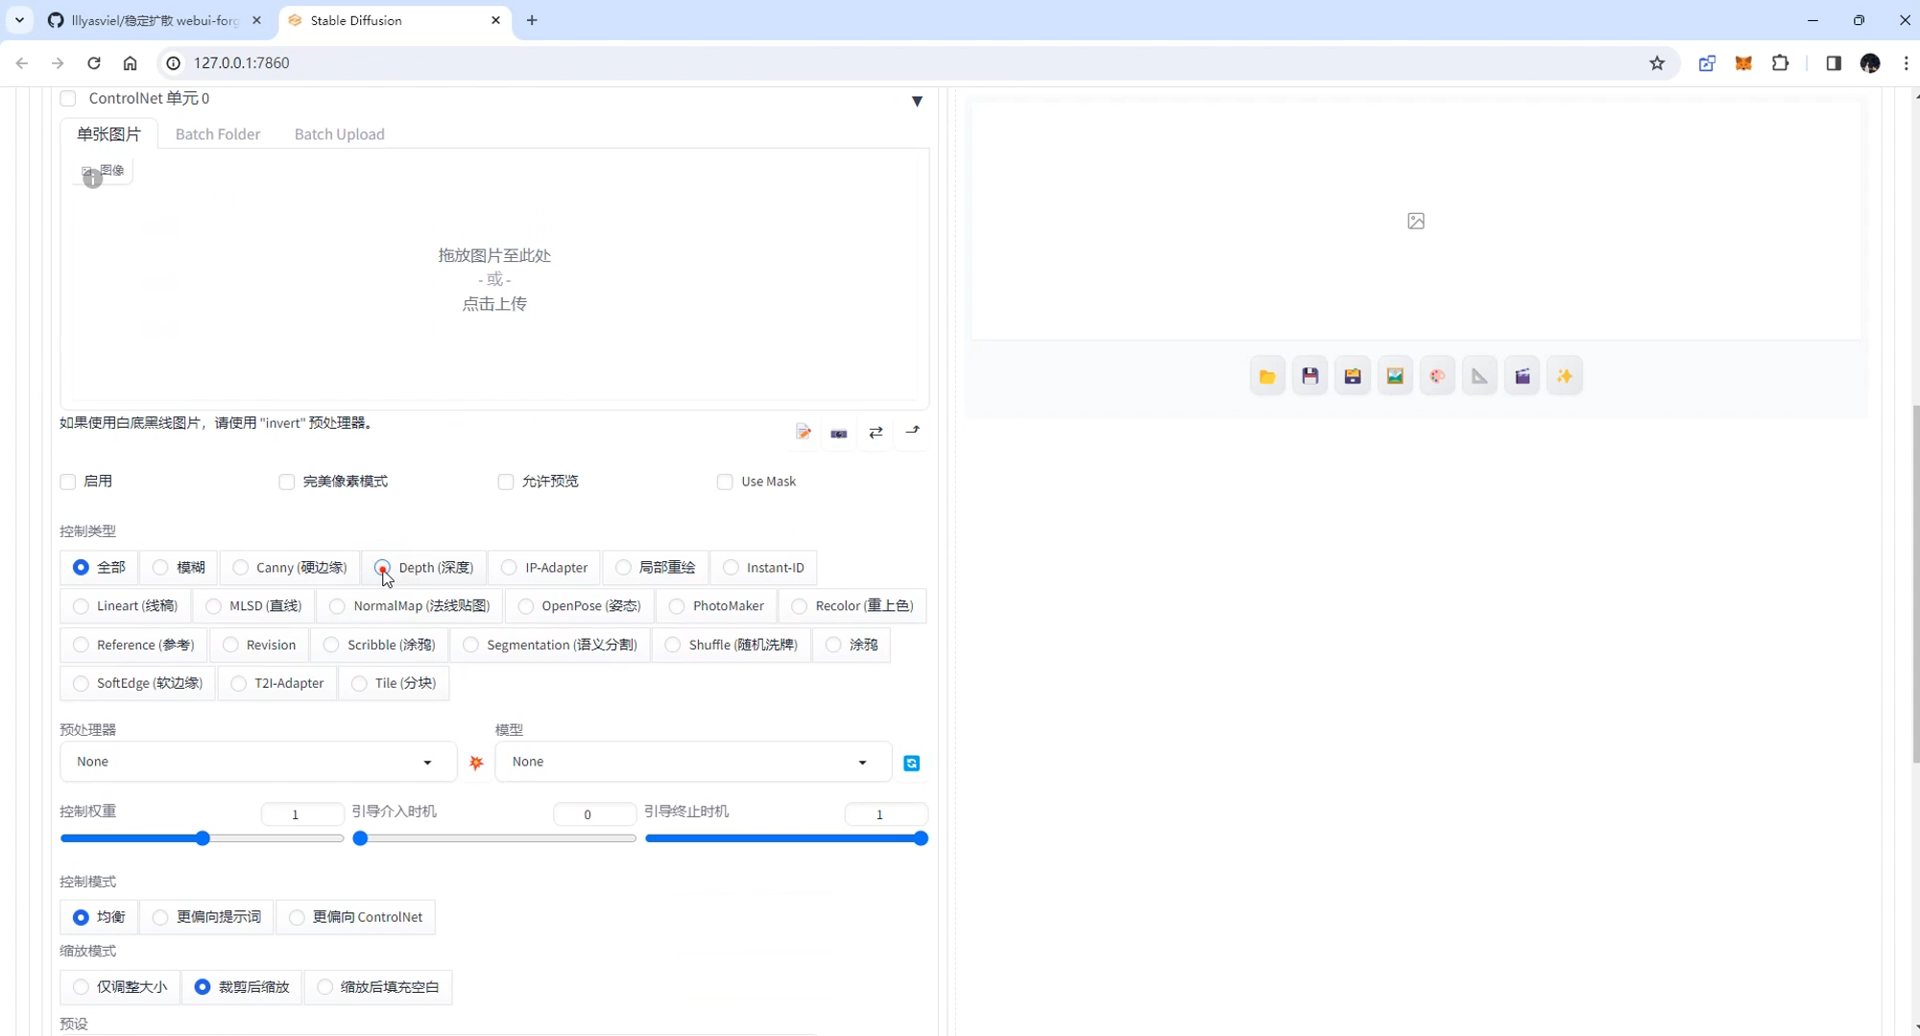 lllyasviel/稳定扩散 webui-forg
Stable Diffusion
127.0.0.1:7860
ControlNet 单元 0
单张图片 Batch Folder Batch Upload
图像
拖放图片至此处
- 或 -
点击上传
如果使用白底黑线图片，请使用 "invert" 预处理器。
启用 完美像素模式 允许预览 Use Mask
控制类型
全部 模糊 Canny (硬边缘) Depth (深度) IP-Adapter 局部重绘 Instant-ID
Lineart (线稿) MLSD (直线) NormalMap (法线贴图) OpenPose (姿态) PhotoMaker Recolor (重上色)
Reference (参考) Revision Scribble (涂鸦) Segmentation (语义分割) Shuffle (随机洗牌) 涂鸦
SoftEdge (软边缘) T2I-Adapter Tile (分块)
预处理器 模型
None None
控制权重 1 引导介入时机 0 引导终止时机 1
控制模式
均衡 更偏向提示词 更偏向 ControlNet
缩放模式
仅调整大小 裁剪后缩放 缩放后填充空白
预设